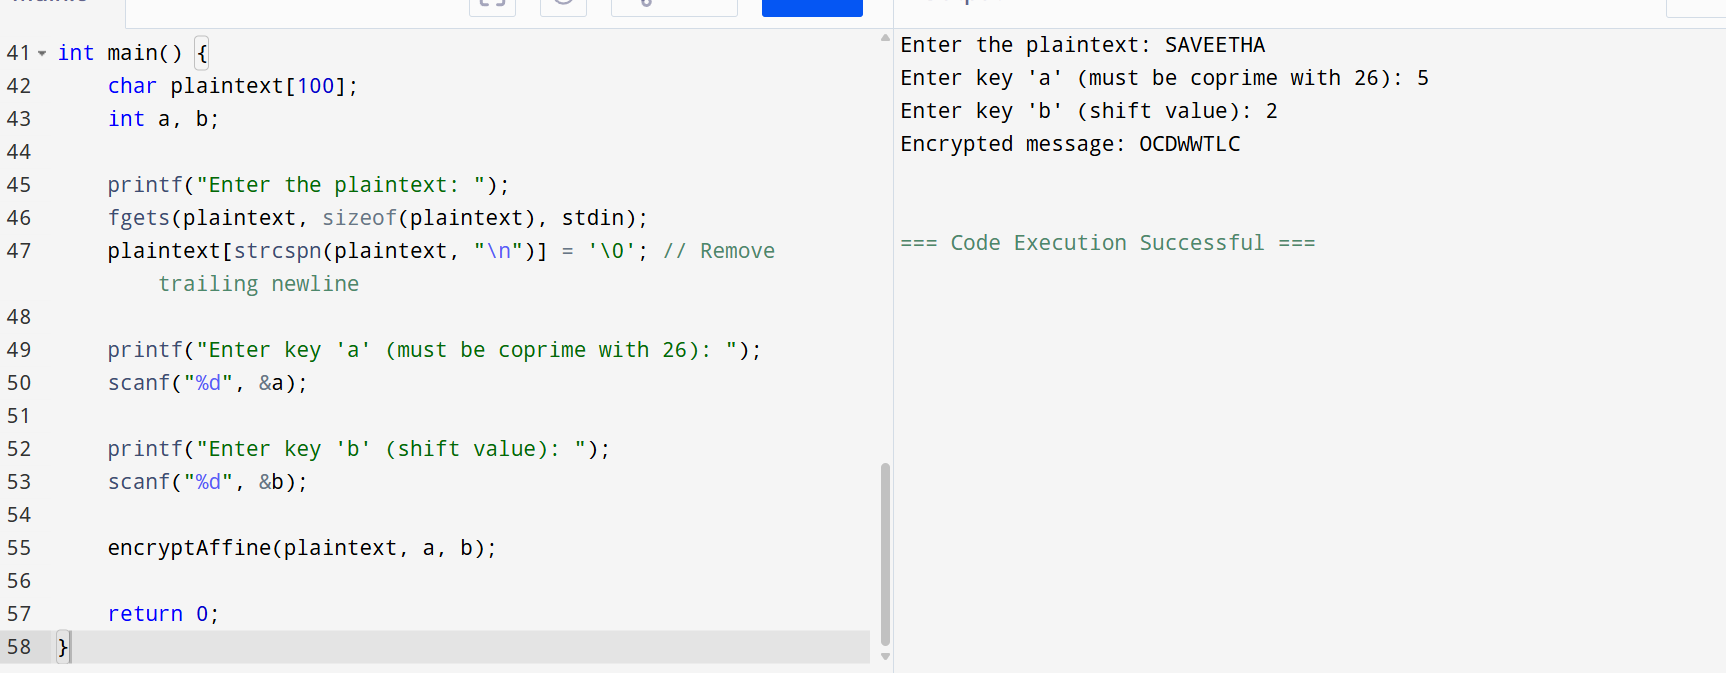 41 int main() {
42     char plaintext[100];
43     int a, b;
44
45     printf("Enter the plaintext: ");
46     fgets(plaintext, sizeof(plaintext), stdin);
47     plaintext[strcspn(plaintext, "\n")] = '\0'; // Remove
            trailing newline
48
49     printf("Enter key 'a' (must be coprime with 26): ");
50     scanf("%d", &a);
51
52     printf("Enter key 'b' (shift value): ");
53     scanf("%d", &b);
54
55     encryptAffine(plaintext, a, b);
56
57     return 0;
58 }
Enter the plaintext: SAVEETHA
Enter key 'a' (must be coprime with 26): 5
Enter key 'b' (shift value): 2
Encrypted message: OCDWWTLC
=== Code Execution Successful ===